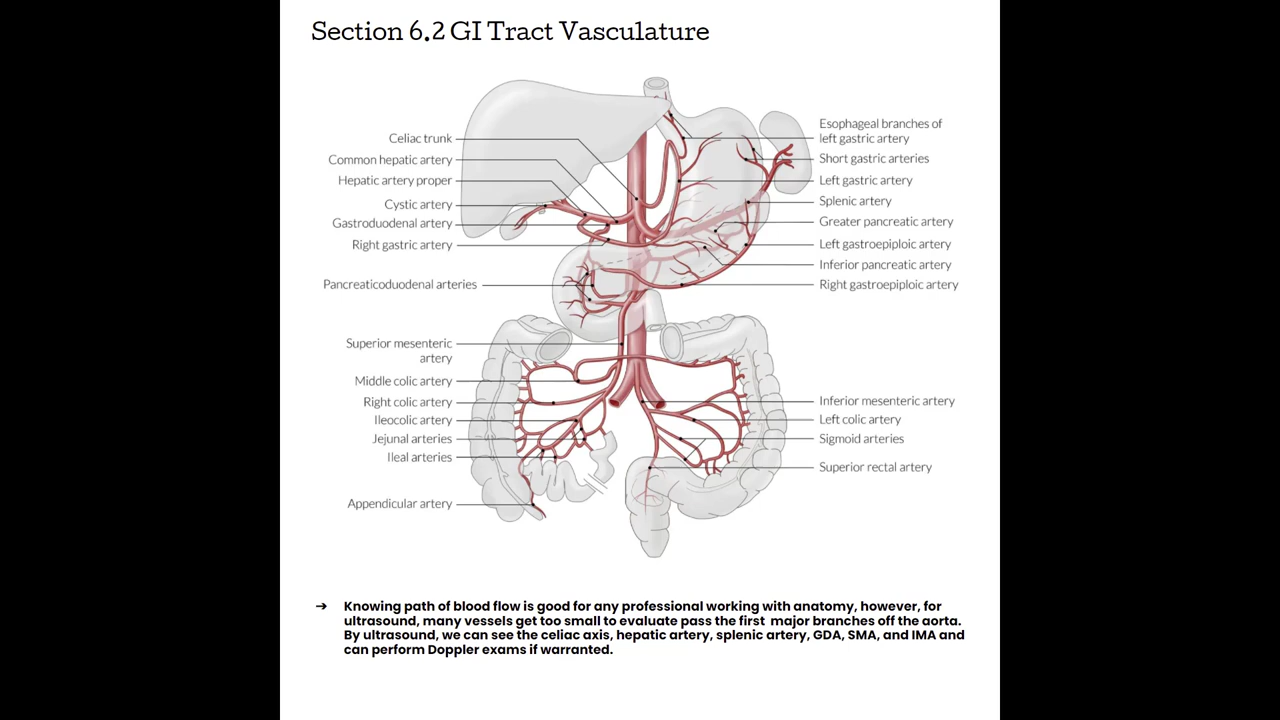 Section 6.2 GI Tract Vasculature
Celiac trunk
Common hepatic artery
Hepatic artery proper
Cystic artery
Gastroduodenal artery
Right gastric artery
Pancreaticoduodenal arteries
Superior mesenteric
artery
Middle colic artery
Right colic artery
Ileocolic artery
Jejunal arteries
Ileal arteries
Appendicular artery
Esophageal branches of
left gastric artery
Short gastric arteries
Left gastric artery
Splenic artery
Greater pancreatic artery
Left gastroepiploic artery
Inferior pancreatic artery
Right gastroepiploic artery
Inferior mesenteric artery
Left colic artery
Sigmoid arteries
Superior rectal artery
➔ Knowing path of blood flow is good for any professional working with anatomy, however, for
ultrasound, many vessels get too small to evaluate pass the first major branches off the aorta.
By ultrasound, we can see the celiac axis, hepatic artery, splenic artery, GDA, SMA, and IMA and
can perform Doppler exams if warranted.